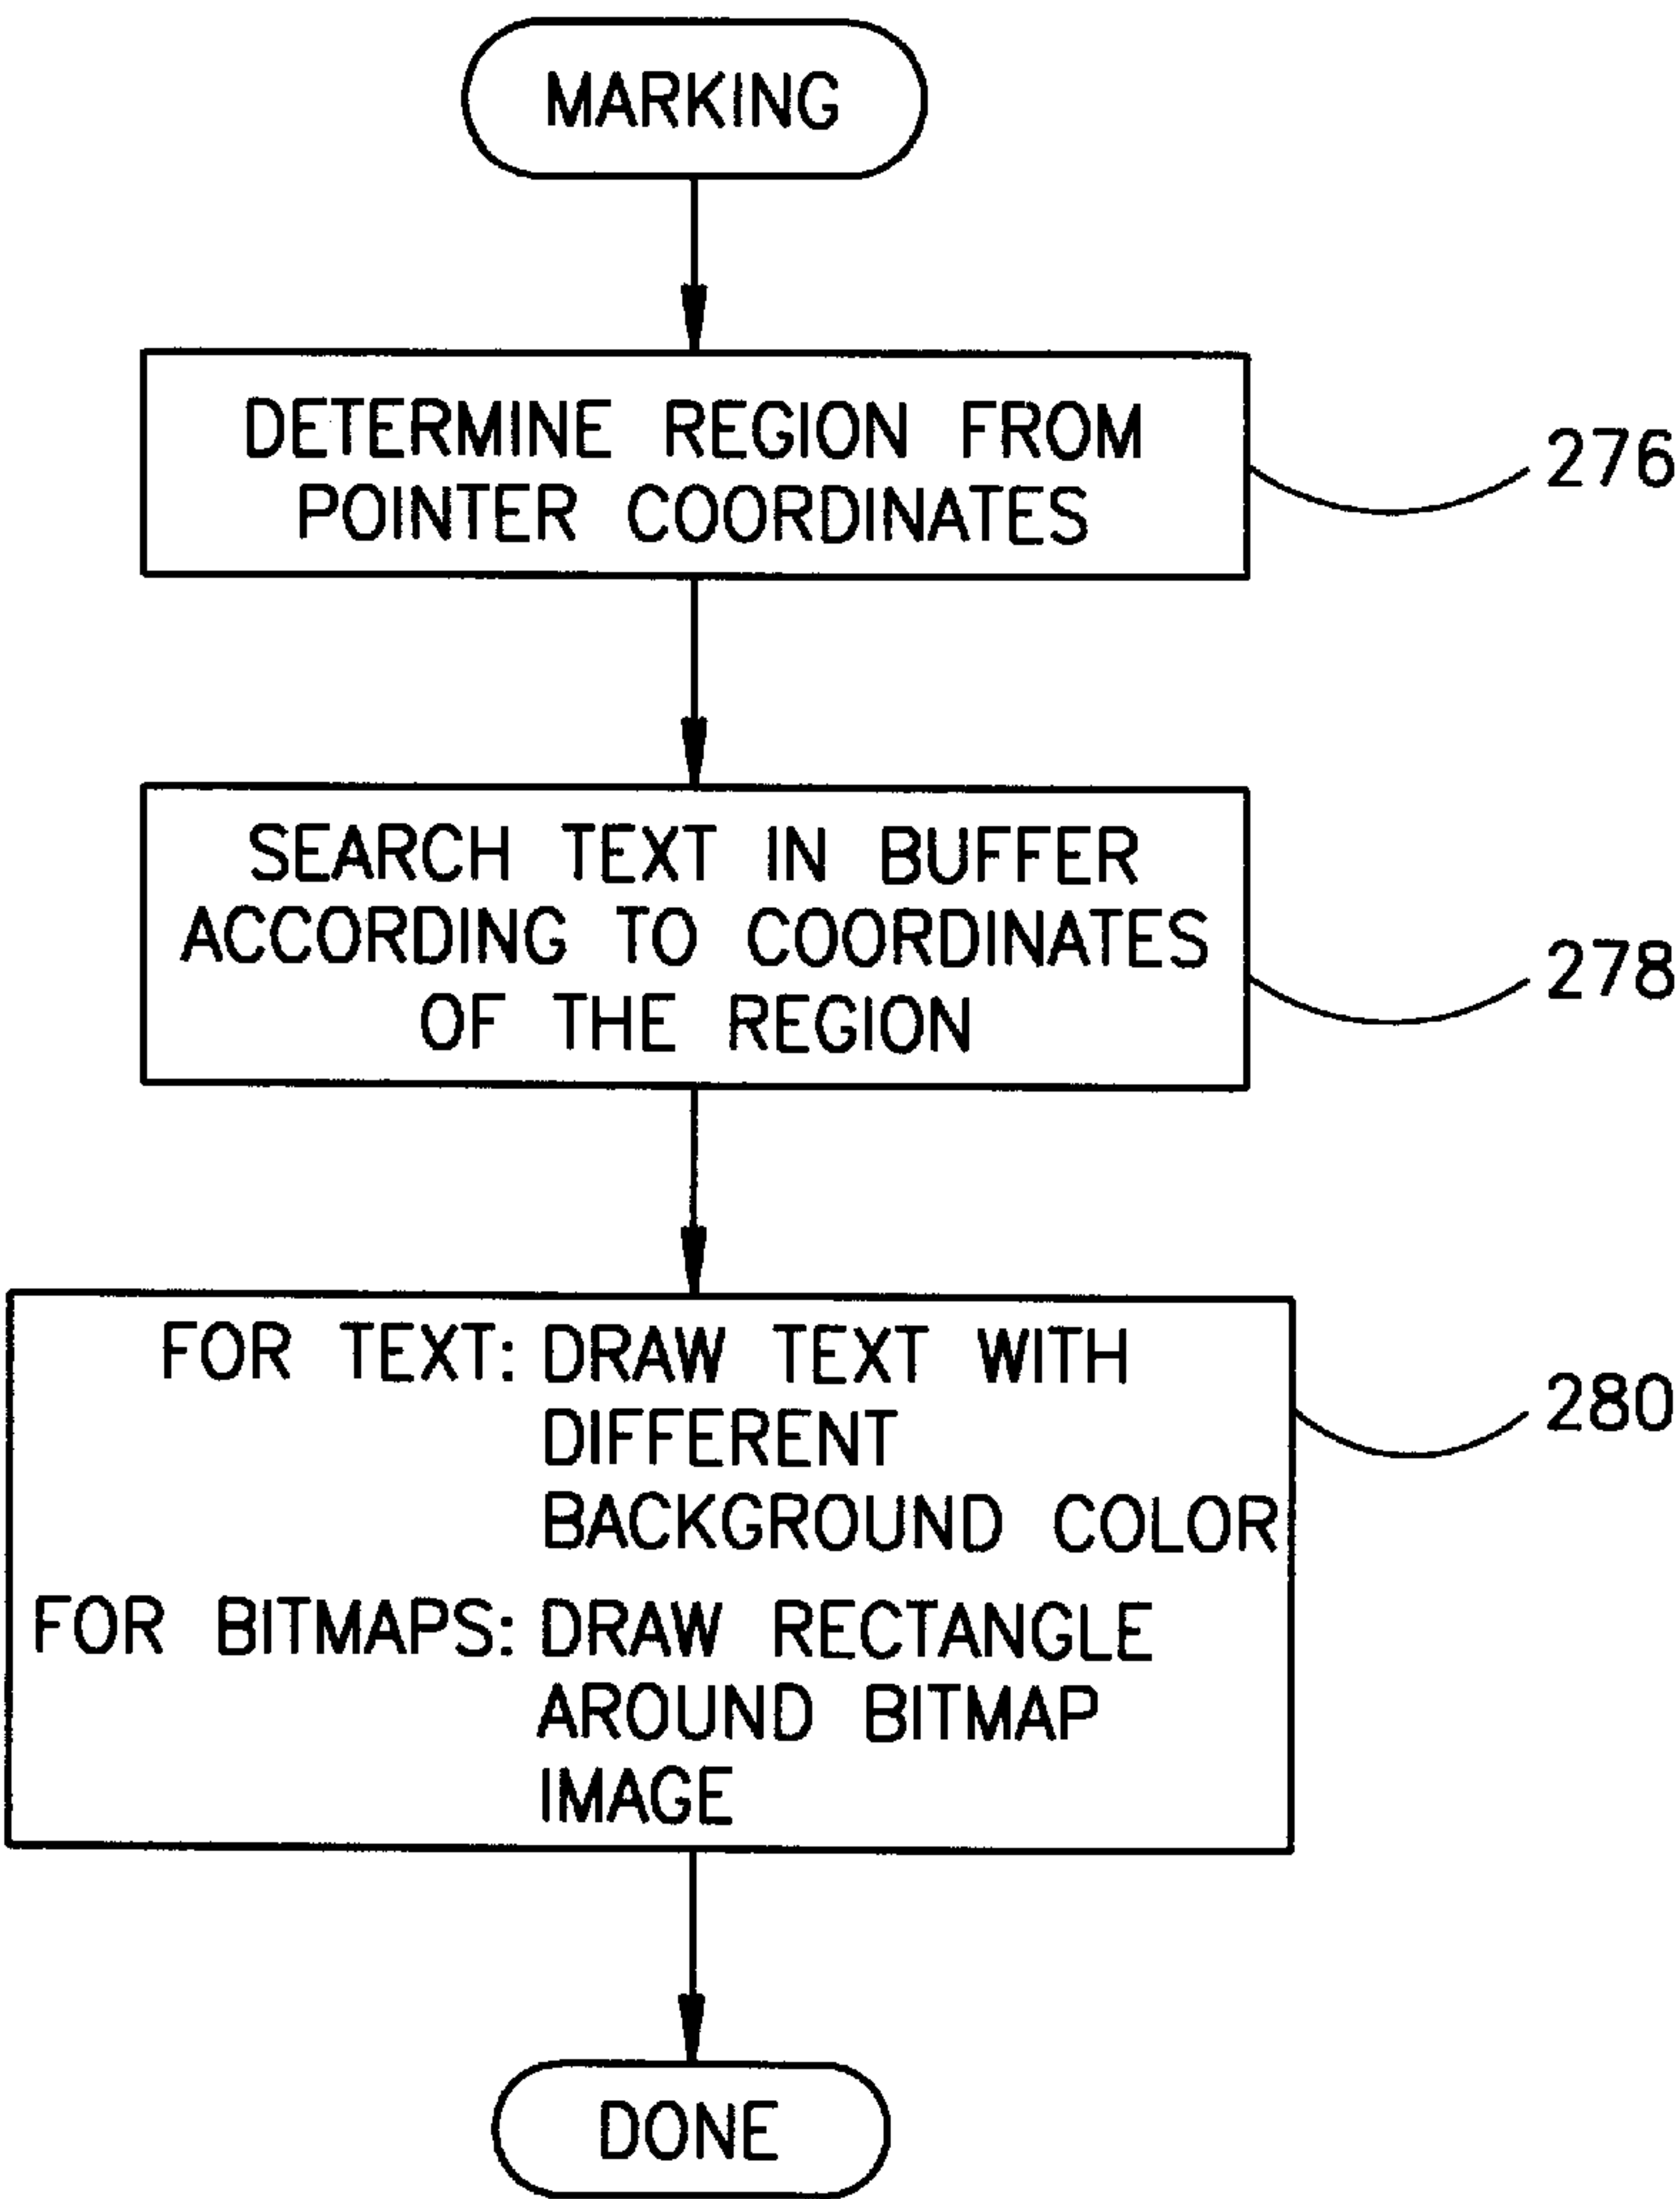 MARKING
DETERMINE REGION FROM
POINTER COORDINATES
276
SEARCH TEXT IN BUFFER
ACCORDING TO COORDINATES
OF THE REGION
278
FOR TEXT: DRAW TEXT WITH
DIFFERENT
BACKGROUND COLOR
280
FOR BITMAPS: DRAW RECTANGLE
AROUND BITMAP
IMAGE
DONE